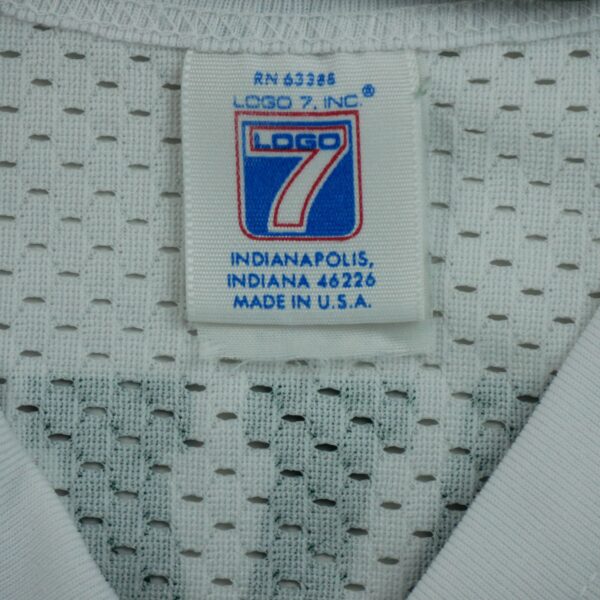 RN 63388
LOGO 7, INC.®
LOGO
7
INDIANAPOLIS,
INDIANA 46226
MADE IN U.S.A.